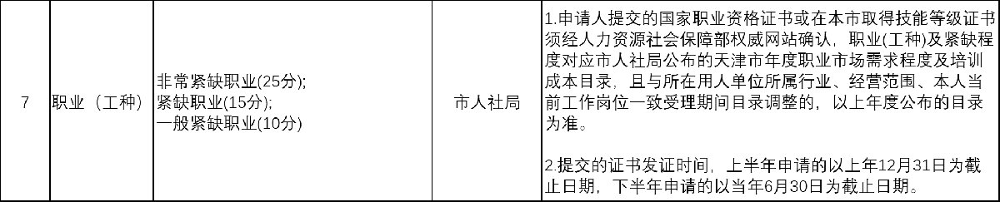 7
职业（工种）
非常紧缺职业(25分);
紧缺职业(15分);
一般紧缺职业(10分)
市人社局
1.申请人提交的国家职业资格证书或在本市取得技能等级证书
须经人力资源社会保障部权威网站确认，职业(工种)及紧缺程
度对应市人社局公布的天津市年度职业市场需求程度及培训
成本目录，且与所在用人单位所属行业、经营范围、本人当
前工作岗位一致受理期间目录调整的，以上年度公布的目录
为准。
2.提交的证书发证时间，上半年申请的以上年12月31日为截
止日期，下半年申请的以当年6月30日为截止日期。